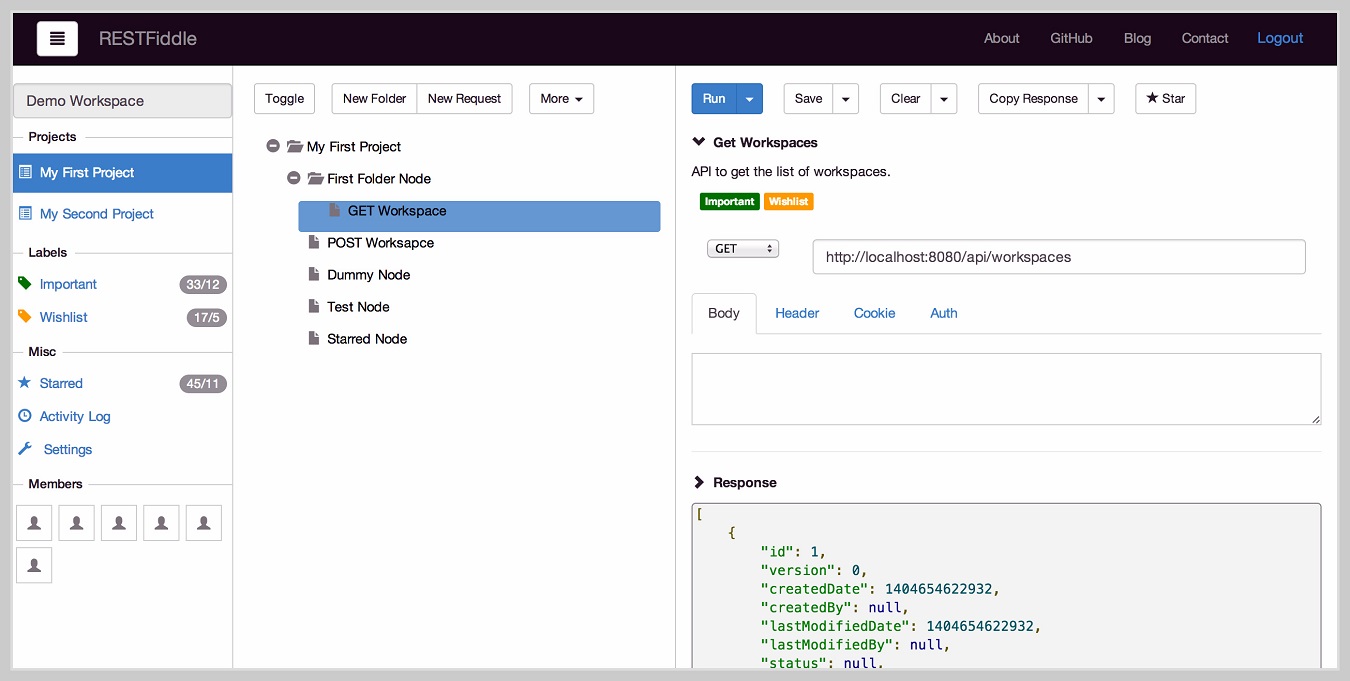 RESTFiddle
About GitHub Blog Contact Logout
Demo Workspace
Projects
My First Project
My Second Project
Labels
Important 33/12
Wishlist 17/5
Misc
Starred 45/11
Activity Log
Settings
Members
Toggle New Folder New Request More
My First Project
First Folder Node
GET Workspace
POST Worksapce
Dummy Node
Test Node
Starred Node
Run Save Clear Copy Response Star
Get Workspaces
API to get the list of workspaces.
Important Wishlist
GET http://localhost:8080/api/workspaces
Body Header Cookie Auth
Response
[
{
"id": 1,
"version": 0,
"createdDate": 1404654622932,
"createdBy": null,
"lastModifiedDate": 1404654622932,
"lastModifiedBy": null,
"status": null,